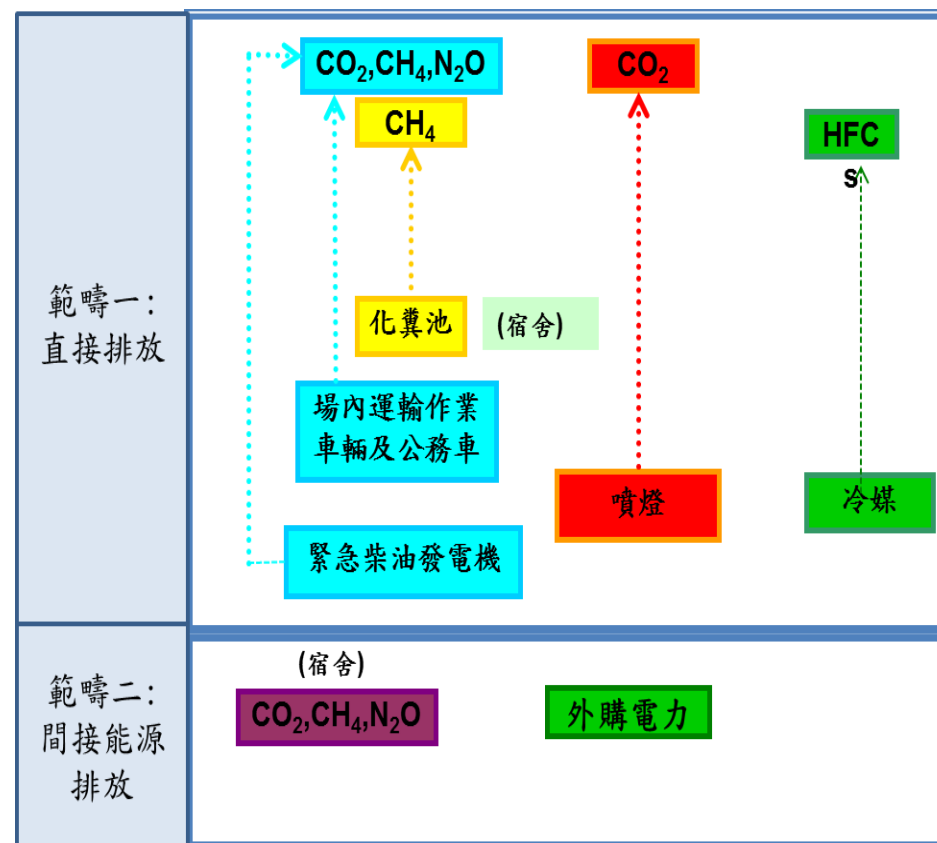 範疇一:
直接排放
CO₂,CH₄,N₂O
CO₂
CH₄
HFC
s
化糞池
(宿舍)
場內運輸作業
車輛及公務車
噴燈
冷媒
緊急柴油發電機
範疇二:
間接能源
排放
(宿舍)
CO₂,CH₄,N₂O
外購電力